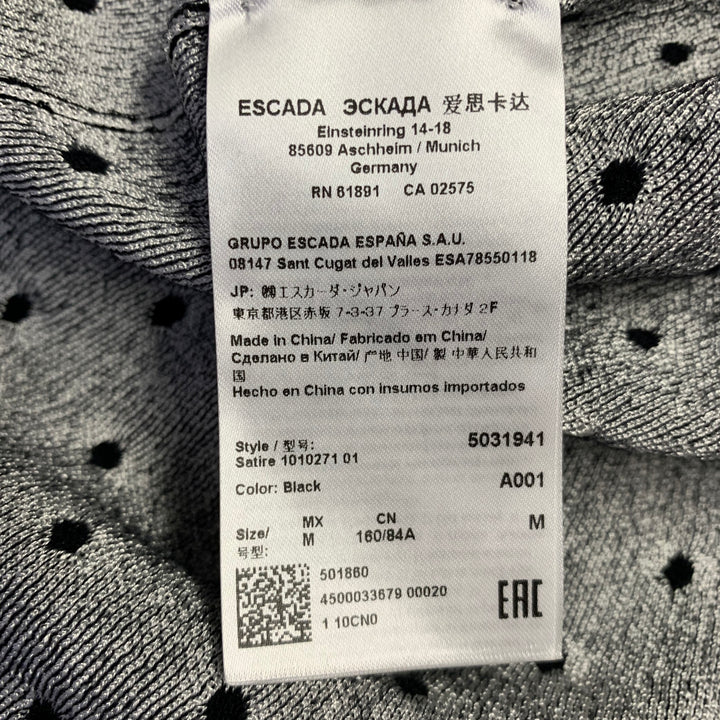 ESCADA ЭСКАДА 爱思卡达
Einsteinring 14-18
85609 Aschheim / Munich
Germany
RN 61891 CA 02575
GRUPO ESCADA ESPAÑA S.A.U.
08147 Sant Cugat del Valles ESA78550118
JP: ㈱エスカーダ・ジャパン
東京都港区赤坂 7-3-37 プラース・カナダ 2F
Made in China/ Fabricado em China/
Сделано в Китай/ 产地 中国/ 製 中華人民共和
国
Hecho en China con insumos importados
Style / 型号: 5031941
Satire 1010271 01
Color: Black A001
Size/ MX CN M
号型: M 160/84A
501860
4500033679 00020
1 10CN0
EAC